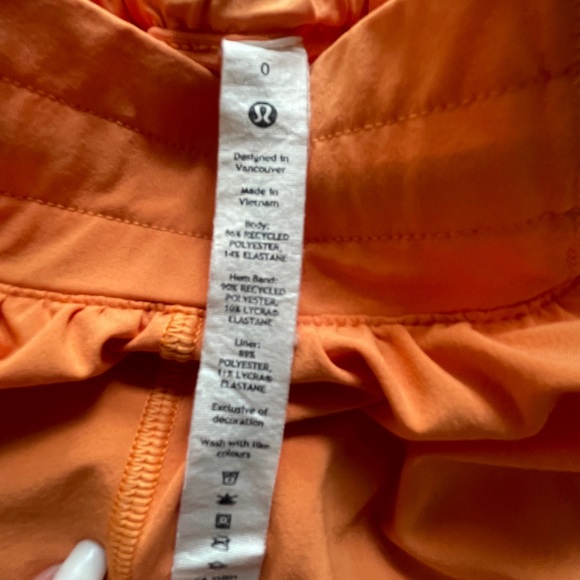 0
Designed in
Vancouver
Made in
Vietnam
Body:
86% RECYCLED
POLYESTER,
14% ELASTANE
Hem Band:
90% RECYCLED
POLYESTER,
10% LYCRA®
ELASTANE
Liner:
89%
POLYESTER,
11% LYCRA®
ELASTANE
Exclusive of
decoration
Wash with like
colours